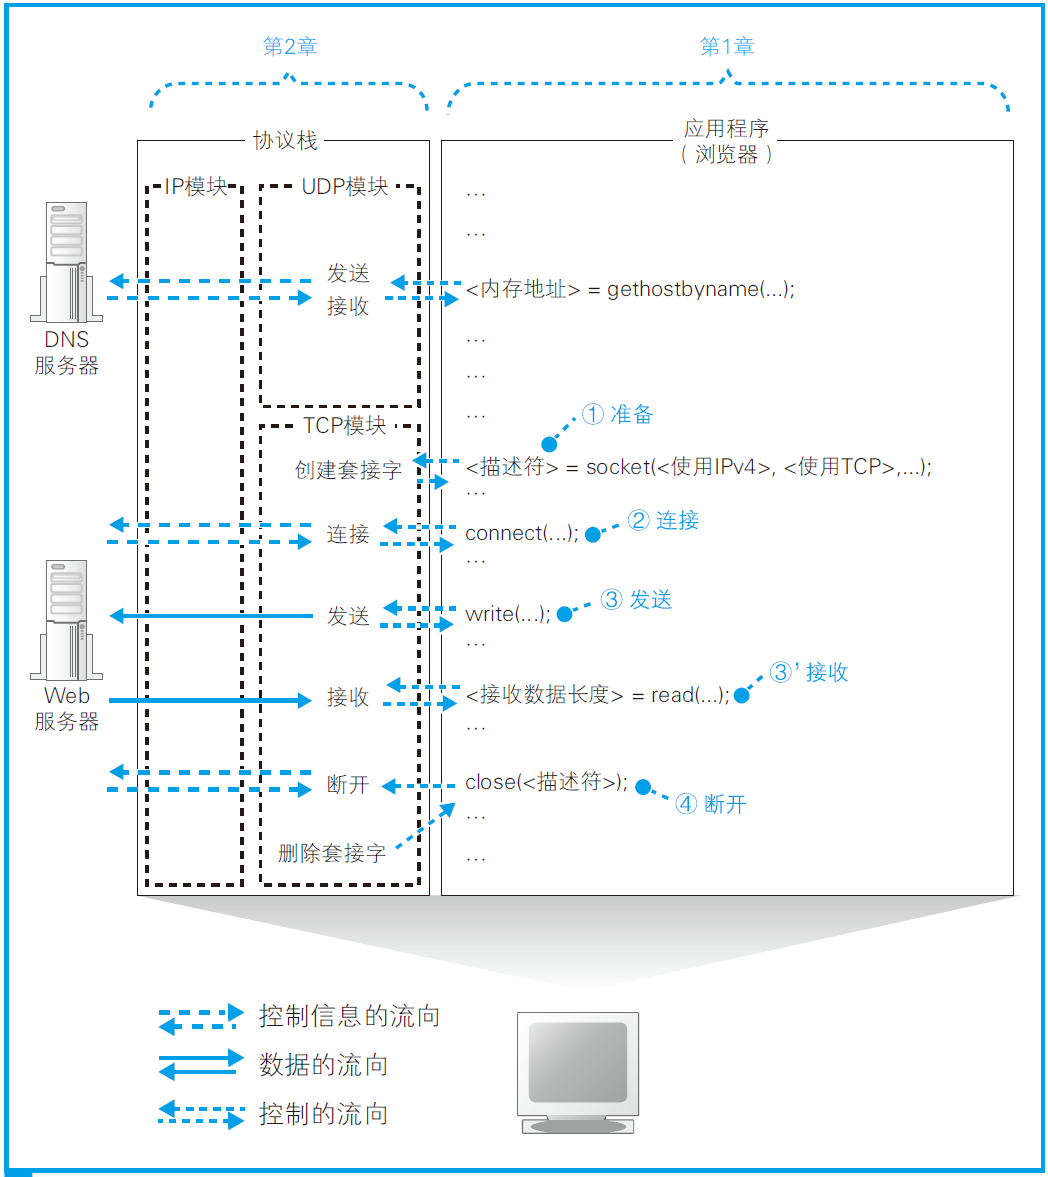 第2章
第1章
协议栈
应用程序
（浏览器）
IP模块
UDP模块
...
...
发送
接收
<内存地址> = gethostbyname(...);
DNS
服务器
...
...
...
TCP模块
① 准备
创建套接字
<描述符> = socket(<使用IPv4>, <使用TCP>,...);
...
连接
connect(...);
② 连接
...
发送
write(...);
③ 发送
...
Web
服务器
接收
<接收数据长度> = read(...);
③’接收
...
断开
close(<描述符>);
④ 断开
...
删除套接字
...
控制信息的流向
数据的流向
控制的流向